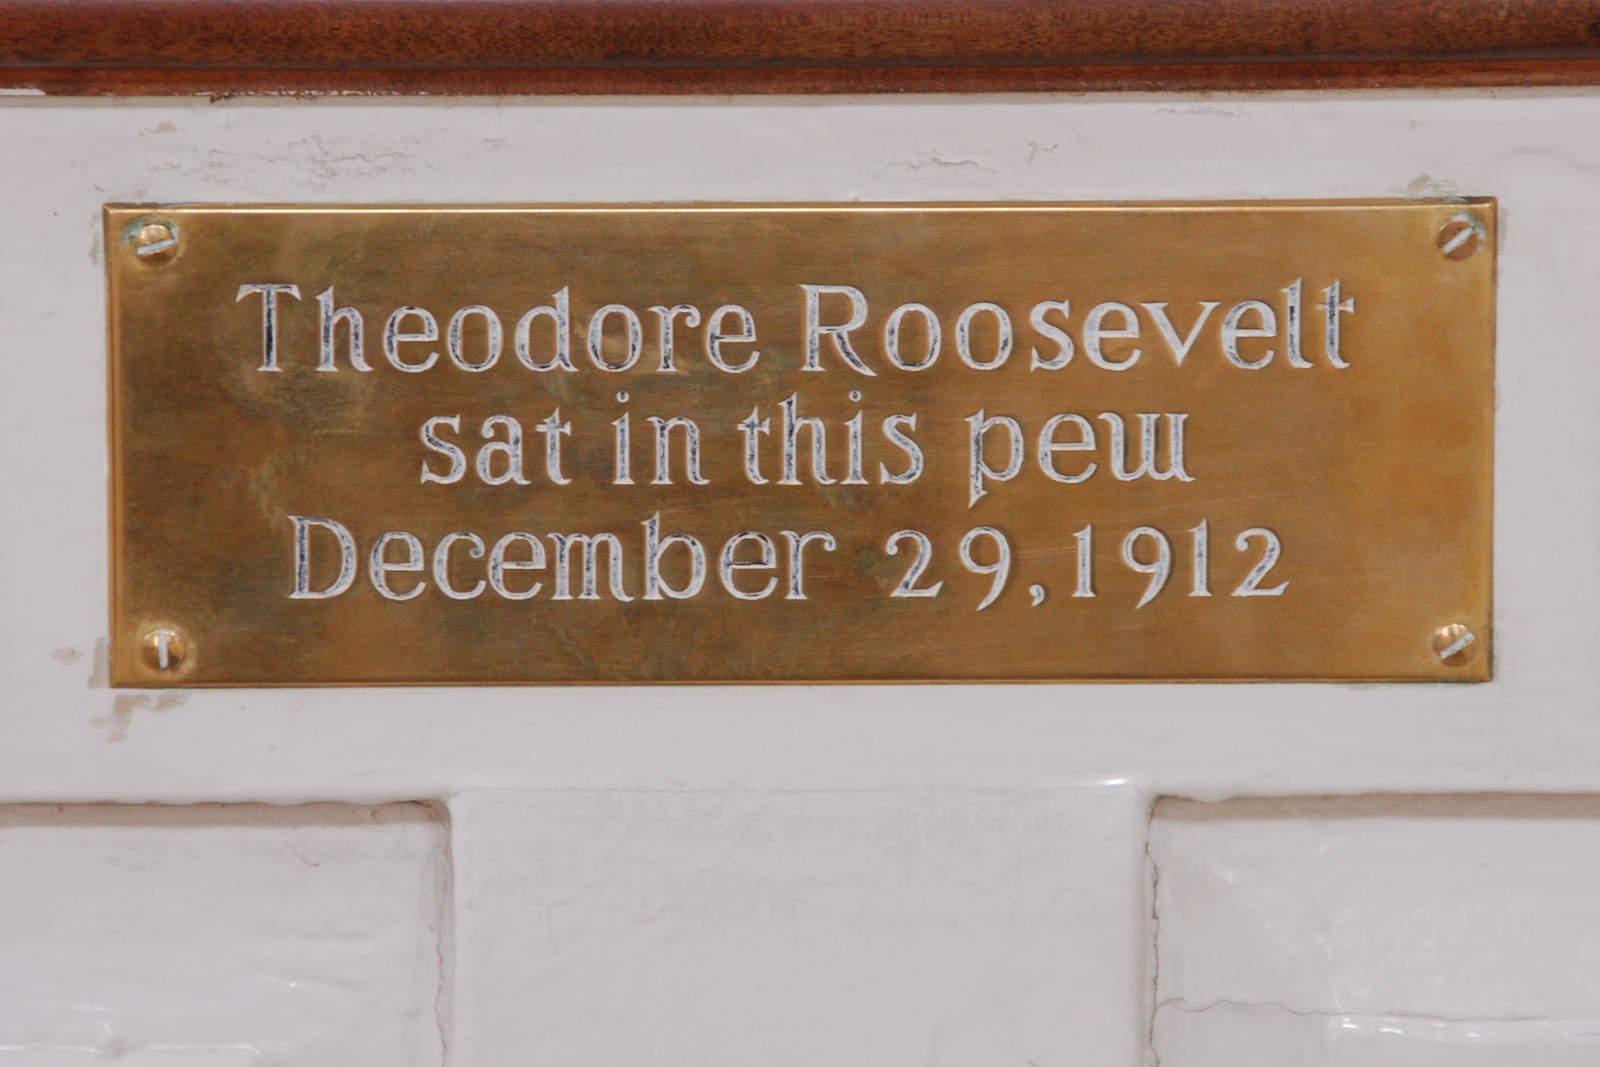 Theodore Roosevelt
sat in this pew
December 29, 1912